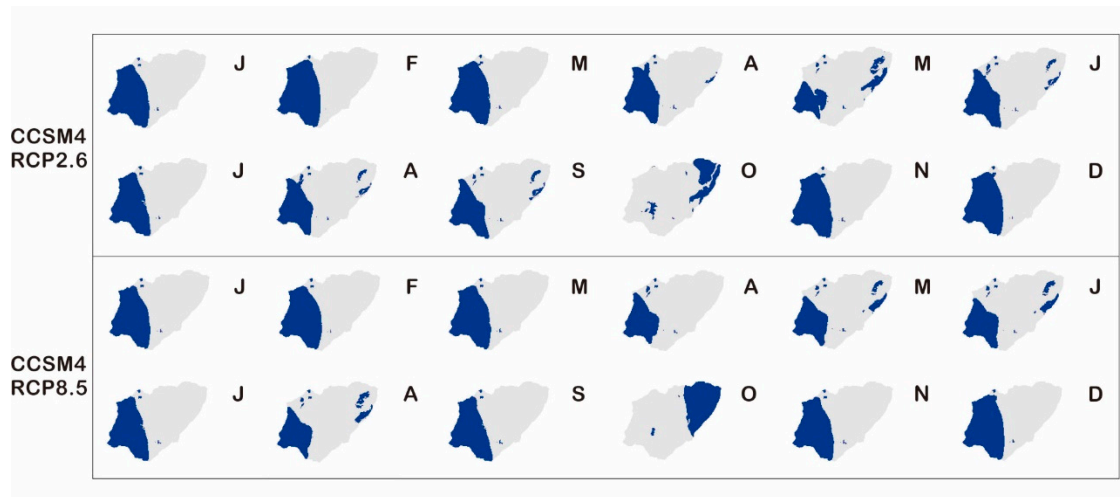 J F M A M J
CCSM4
RCP2.6
J A S O N D
J F M A M J
CCSM4
RCP8.5
J A S O N D